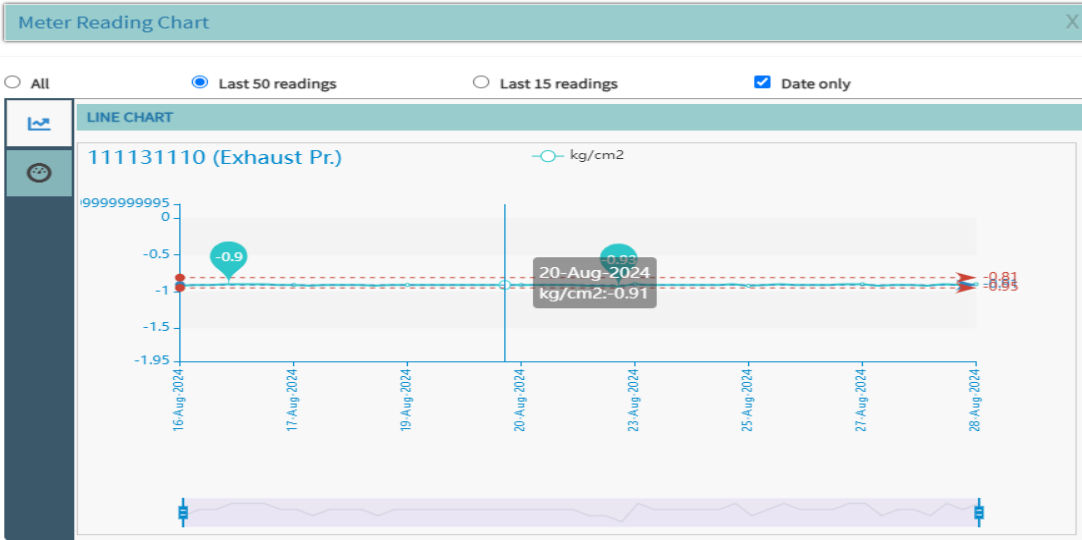 Meter Reading Chart
X
All
Last 50 readings
Last 15 readings
Date only
LINE CHART
111131110 (Exhaust Pr.)
kg/cm2
9999999995
0
-0.5
-1
-1.5
-1.95
-0.9
-0.93
20-Aug-2024
kg/cm2:-0.91
-0.81
-0.95
16-Aug-2024
17-Aug-2024
19-Aug-2024
20-Aug-2024
23-Aug-2024
25-Aug-2024
27-Aug-2024
28-Aug-2024